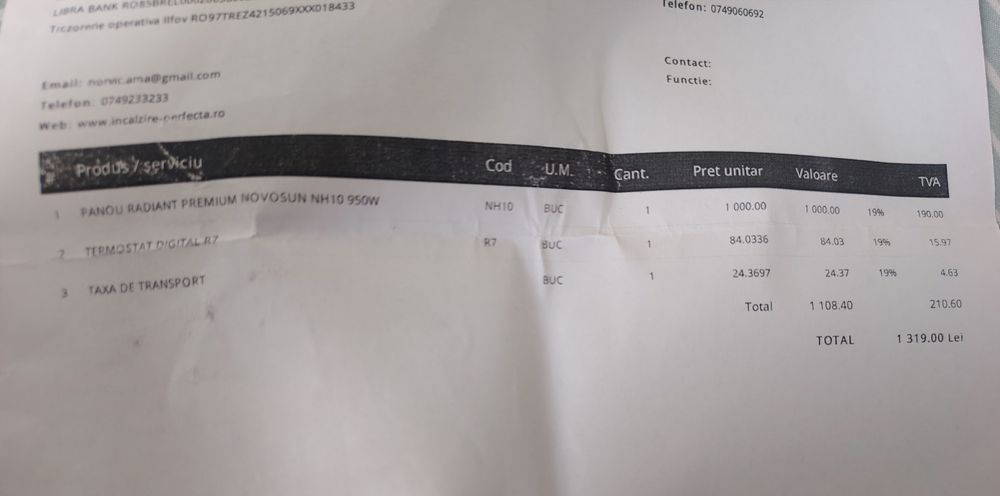 LIBRA BANK
Trezorerie operativa Ilfov RO97TREZ4215069XXX018433
Telefon: 0749060692
Email: norvic.ama@gmail.com
Telefon: 0749233233
Web: www.incalzire-perfecta.ro
Contact:
Functie:
# Produs / serviciu Cod U.M. Cant. Pret unitar Valoare TVA
1 PANOU RADIANT PREMIUM NOVOSUN NH10 950W NH10 BUC 1 1 000.00 1 000.00 19% 190.00
2 TERMOSTAT DIGITAL R7 R7 BUC 1 84.0336 84.03 19% 15.97
3 TAXA DE TRANSPORT BUC 1 24.3697 24.37 19% 4.63
Total 1 108.40 210.60
TOTAL 1 319.00 Lei